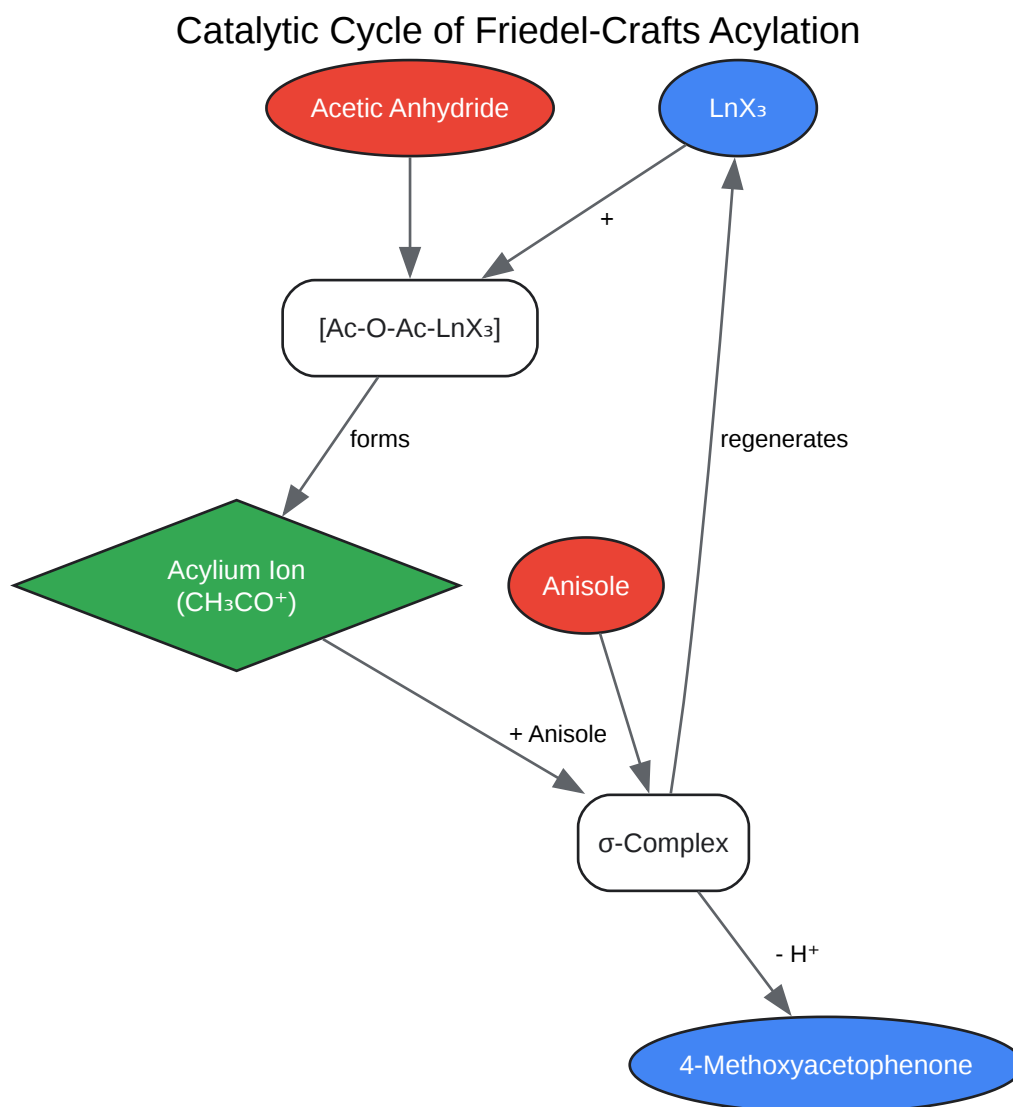 Catalytic Cycle of Friedel-Crafts Acylation
Acetic Anhydride
LnX₃
+
[Ac-O-Ac-LnX₃]
forms
regenerates
Acylium Ion
(CH₃CO⁺)
Anisole
+ Anisole
σ-Complex
- H⁺
4-Methoxyacetophenone